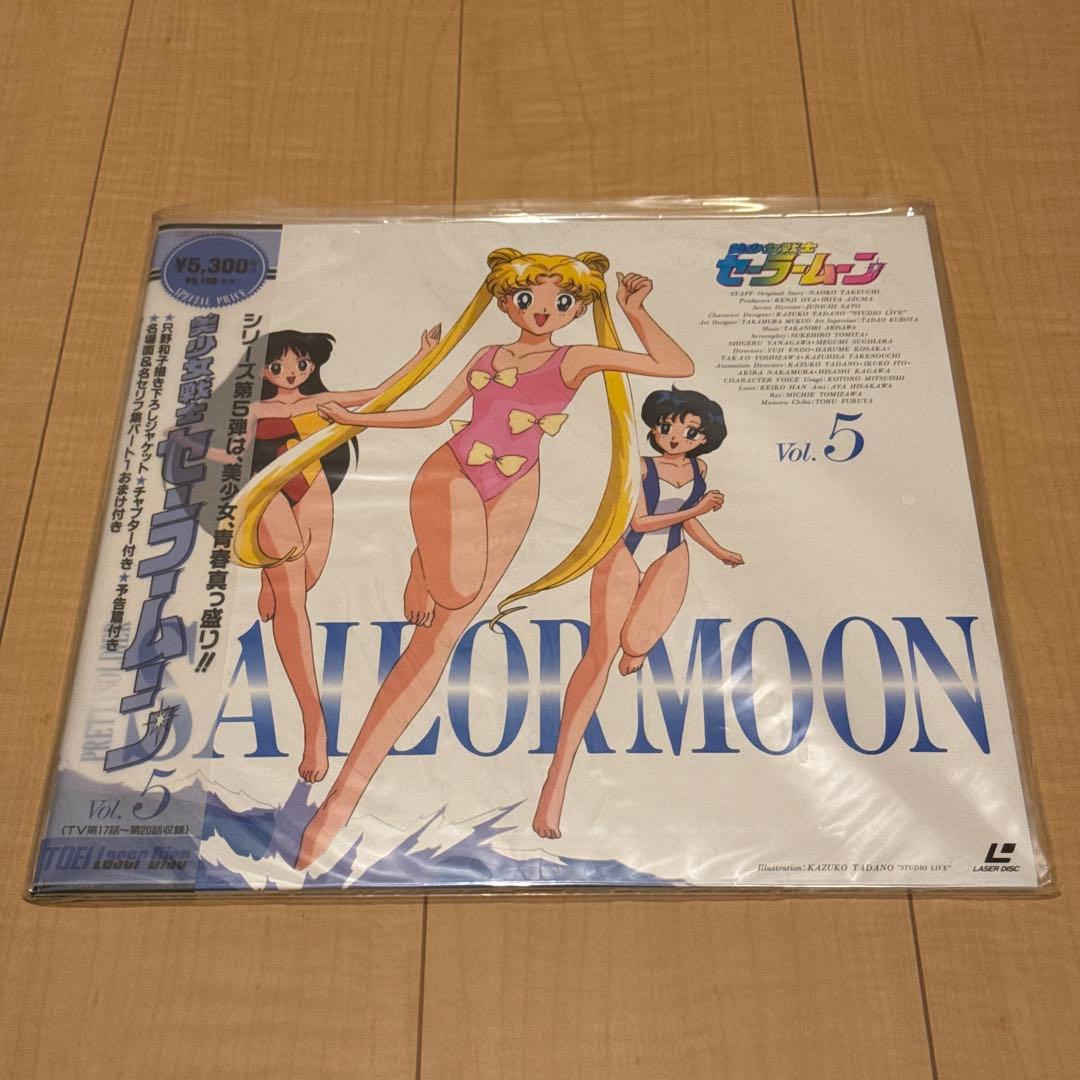 ¥5,300
¥5,146
SPECIAL PRICE
シリーズ第5弾は、美少女、青春真っ盛り!!
美少女戦士セーラームーン
★只野和子描き下ろしジャケット★チャプター付き★予告篇付き
★名場面&名セリフ集パート1おまけ付き
Vol. 5
(TV第17話~第20話収録)
TOEI Laser Disc
美少女戦士
セーラームーン
STAFF Original Story:NAOKO TAKEUCHI
Producers:KENJI OTA・IRIYA AZUMA
Series Director:JUNICHI SATO
Character Designer:KAZUKO TADANO "STUDIO LIVE"
Art Designer:TAKAMURA MUKUO Art Supervisor:TADAO KUBOTA
Music:TAKANORI ARISAWA
Screenplay:SUKEHIRO TOMITA・
SHIGERU YANAGAWA・MEGUMI SUGIHARA
Directors:YUJI ENDO・HARUME KOSAKA・
TAKAO YOSHIZAWA・KAZUHISA TAKENOUCHI
Animation Directors:KAZUKO TADANO・IKUKO ITO・
AKIRA NAKAMURA・HISASHI KAGAWA
CHARACTER VOICE Usagi:KOTONO MITSUISHI
Luna:KEIKO HAN Ami:AYA HISAKAWA
Rei:MICHIE TOMIZAWA
Mamoru Chiba:TORU FURUYA
Vol. 5
PRETTY SOLDIER
SAILORMOON
Illustration:KAZUKO TADANO "STUDIO LIVE"
LASER DISC